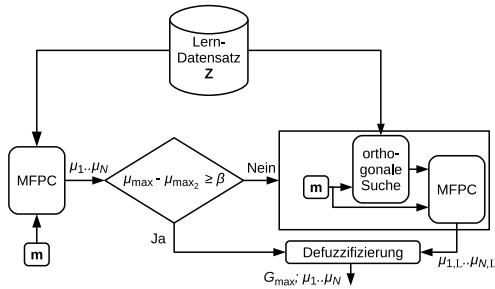 Lern-
Datensatz
Z
MFPC
μ1..μN
μmax - μmax2 ≥ β
Nein
Ja
m
m
ortho-
gonale
Suche
MFPC
Defuzzifizierung
μ1,L..μN,L
Gmax; μ1..μN